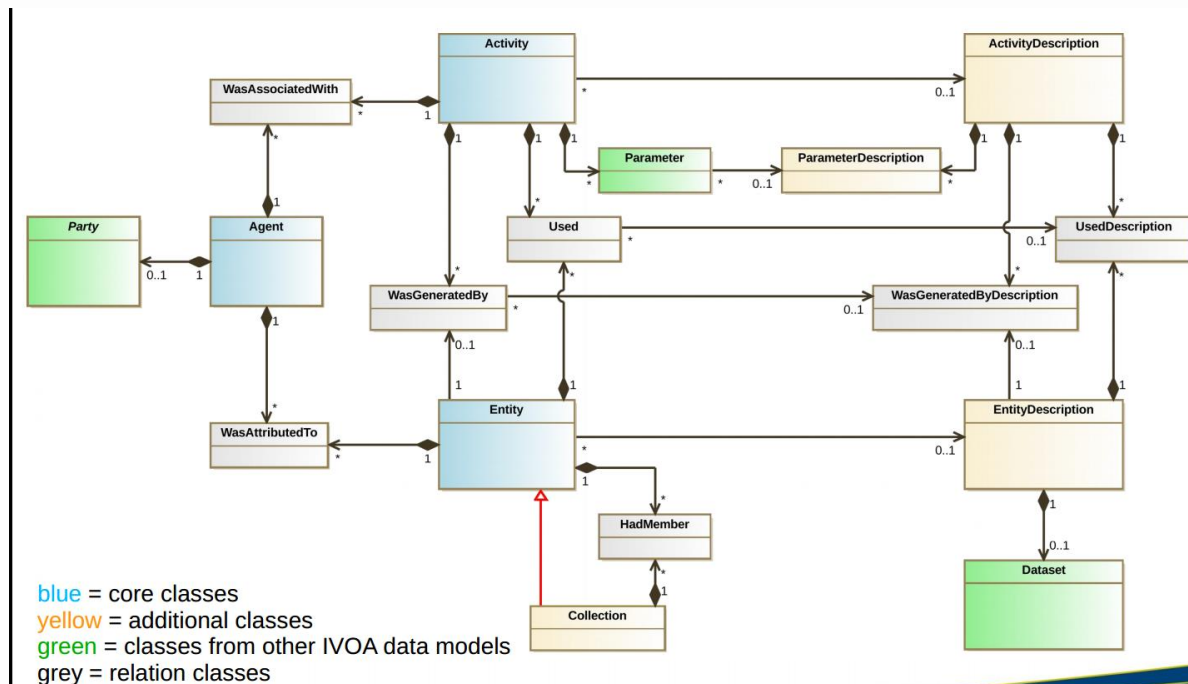 Activity
ActivityDescription
WasAssociatedWith
*
1
*
0..1
1
1
1
1
1
1
*
Parameter
ParameterDescription
*
*
0..1
*
1
*
*
Party
Agent
Used
UsedDescription
*
0..1
0..1
1
*
*
*
*
WasGeneratedBy
WasGeneratedByDescription
*
0..1
1
0..1
0..1
1
1
1
1
Entity
EntityDescription
*
WasAttributedTo
*
0..1
*
1
1
1
*
HadMember
0..1
*
Dataset
1
Collection
blue = core classes
yellow = additional classes
green = classes from other IVOA data models
grey = relation classes